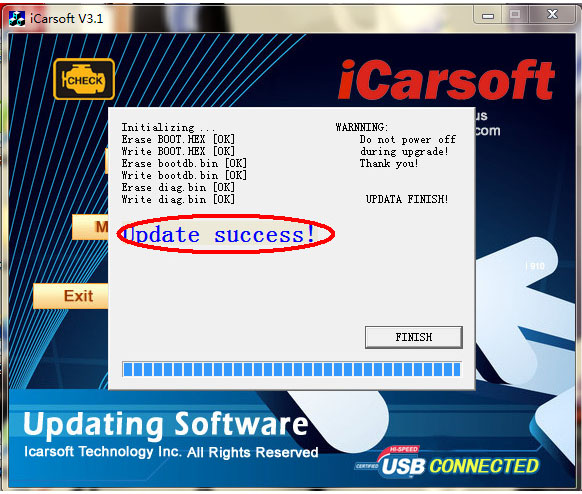 iCarsoft V3.1
CHECK
iCarsoft
us
com
Initializing ...
Erase BOOT.HEX [OK]
Write BOOT.HEX [OK]
Erase bootdb.bin [OK]
Write bootdb.bin [OK]
Erase diag.bin [OK]
Write diag.bin [OK]
WARNNING:
Do not power off
during upgrade!
Thank you!
UPDATA FINISH!
M
Update success!
i 910
Exit
FINISH
Updating Software
Icarsoft Technology Inc. All Rights Reserved
HI-SPEED
CERTIFIED USB CONNECTED